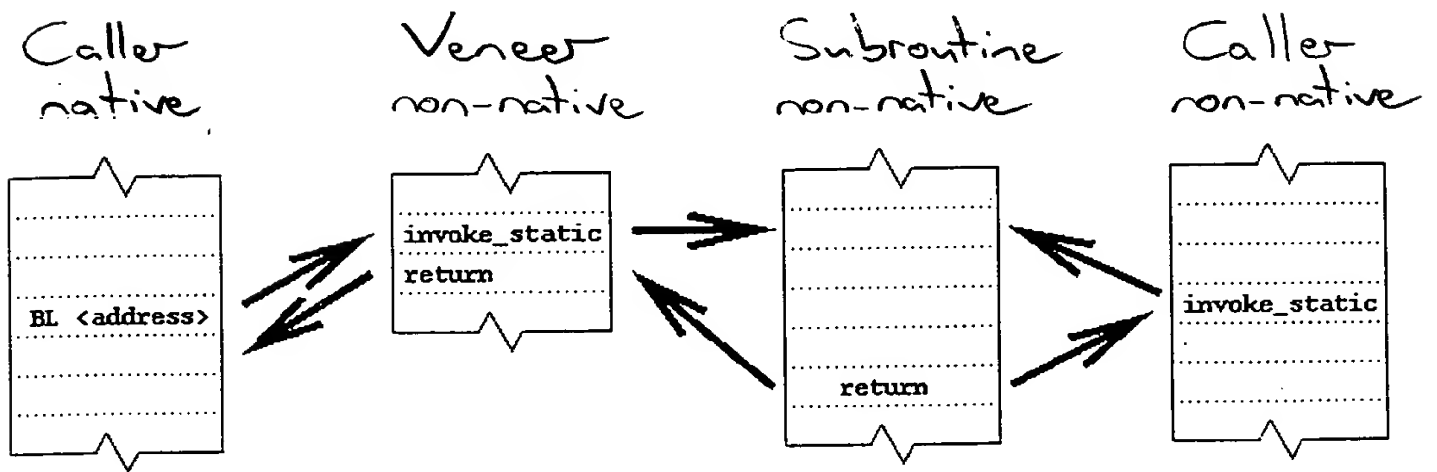 Caller
native
Veneer
non-native
Subroutine
non-native
Caller
non-native
BL <address>
invoke_static
return
return
invoke_static